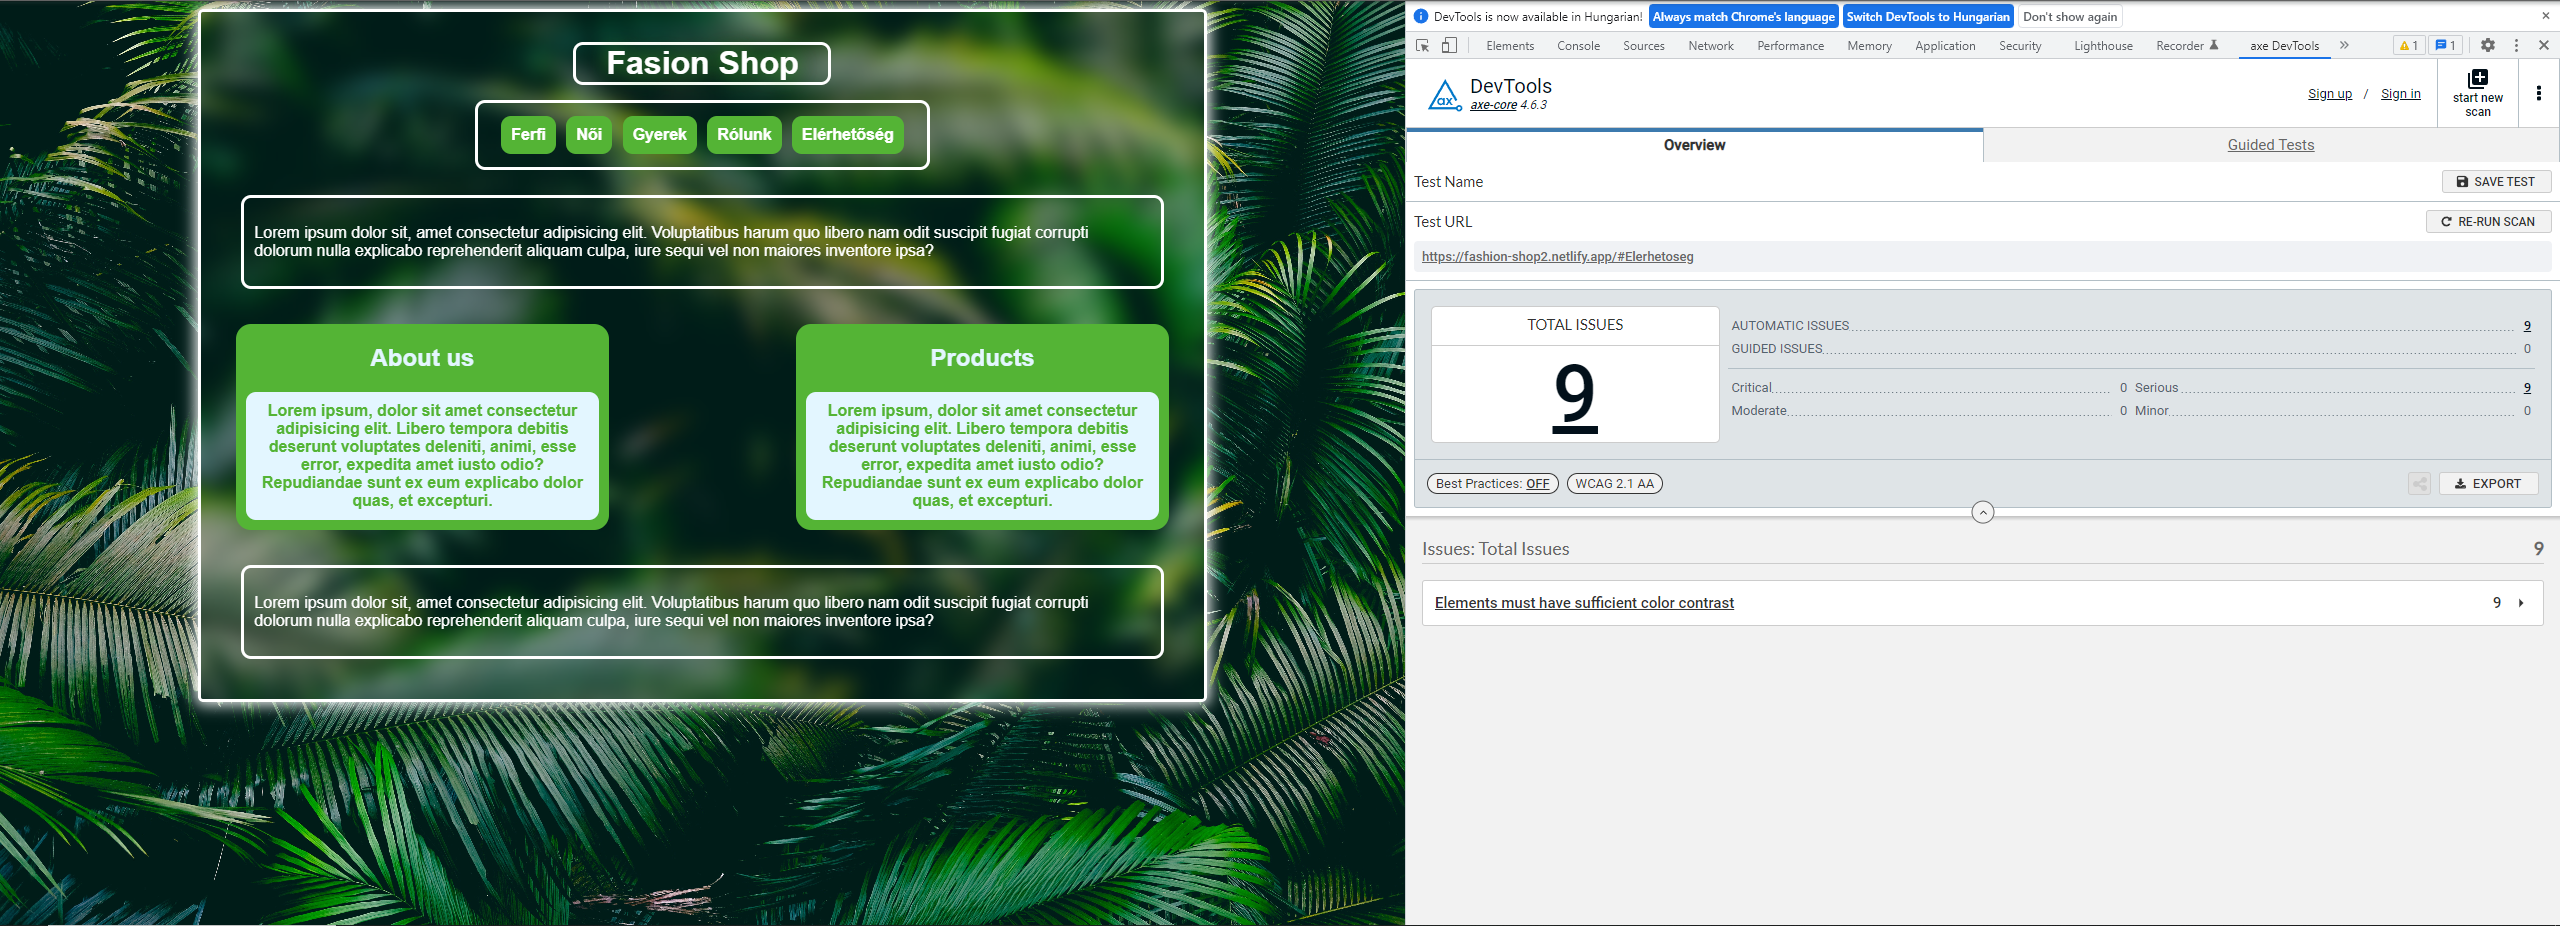 Fasion Shop
Ferfi Női Gyerek Rólunk Elérhetőség
Lorem ipsum dolor sit, amet consectetur adipisicing elit. Voluptatibus harum quo libero nam odit suscipit fugiat corrupti
dolorum nulla explicabo reprehenderit aliquam culpa, iure sequi vel non maiores inventore ipsa?
About us
Lorem ipsum, dolor sit amet consectetur
adipisicing elit. Libero tempora debitis
deserunt voluptates deleniti, animi, esse
error, expedita amet iusto odio?
Repudiandae sunt ex eum explicabo dolor
quas, et excepturi.
Products
Lorem ipsum, dolor sit amet consectetur
adipisicing elit. Libero tempora debitis
deserunt voluptates deleniti, animi, esse
error, expedita amet iusto odio?
Repudiandae sunt ex eum explicabo dolor
quas, et excepturi.
Lorem ipsum dolor sit, amet consectetur adipisicing elit. Voluptatibus harum quo libero nam odit suscipit fugiat corrupti
dolorum nulla explicabo reprehenderit aliquam culpa, iure sequi vel non maiores inventore ipsa?
DevTools is now available in Hungarian! Always match Chrome's language Switch DevTools to Hungarian Don't show again
Elements Console Sources Network Performance Memory Application Security Lighthouse Recorder axe DevTools 1 1
ax DevTools
axe-core 4.6.3
Sign up / Sign in
start new
scan
Overview Guided Tests
Test Name SAVE TEST
Test URL RE-RUN SCAN
https://fashion-shop2.netlify.app/#Elerhetoseg
TOTAL ISSUES
9
AUTOMATIC ISSUES 9
GUIDED ISSUES 0
Critical 0 Serious 9
Moderate 0 Minor 0
Best Practices: OFF WCAG 2.1 AA EXPORT
Issues: Total Issues 9
Elements must have sufficient color contrast 9